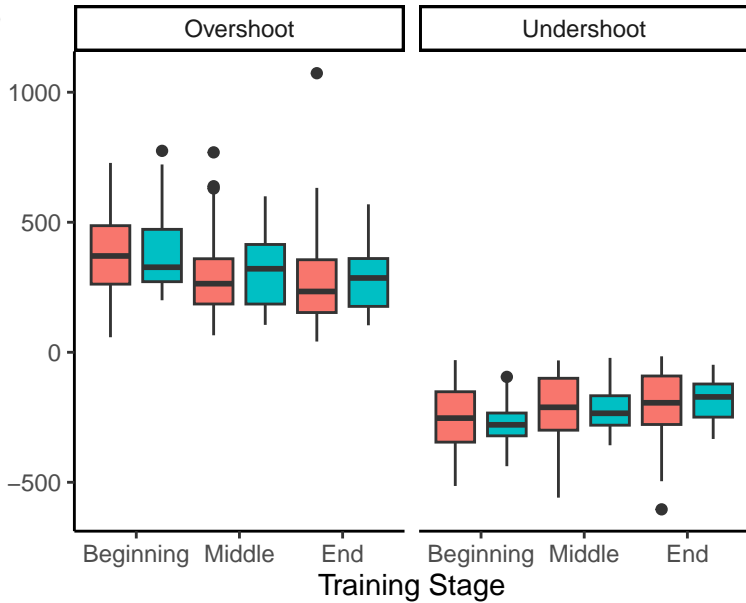 Overshoot
Undershoot
1000
500
0
−500
Beginning Middle End
Beginning Middle End
Training Stage